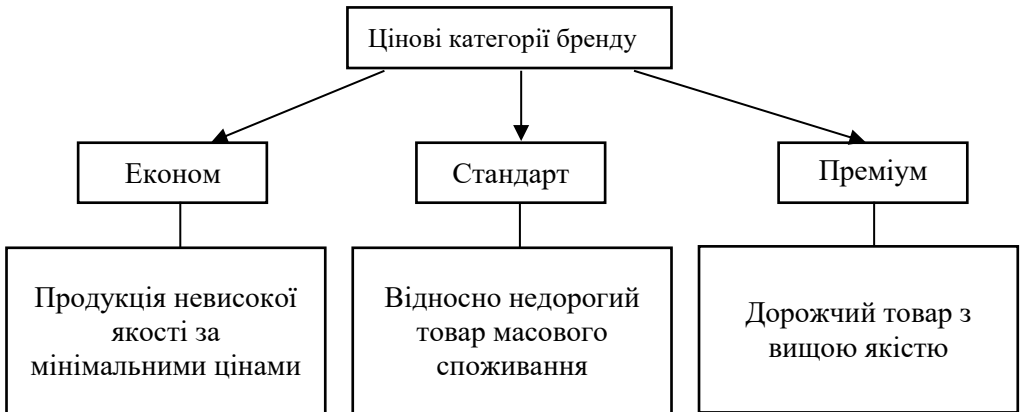 Цінові категорії бренду
Економ
Стандарт
Преміум
Продукція невисокої
якості за
мінімальними цінами
Відносно недорогий
товар масового
споживання
Дорожчий товар з
вищою якістю